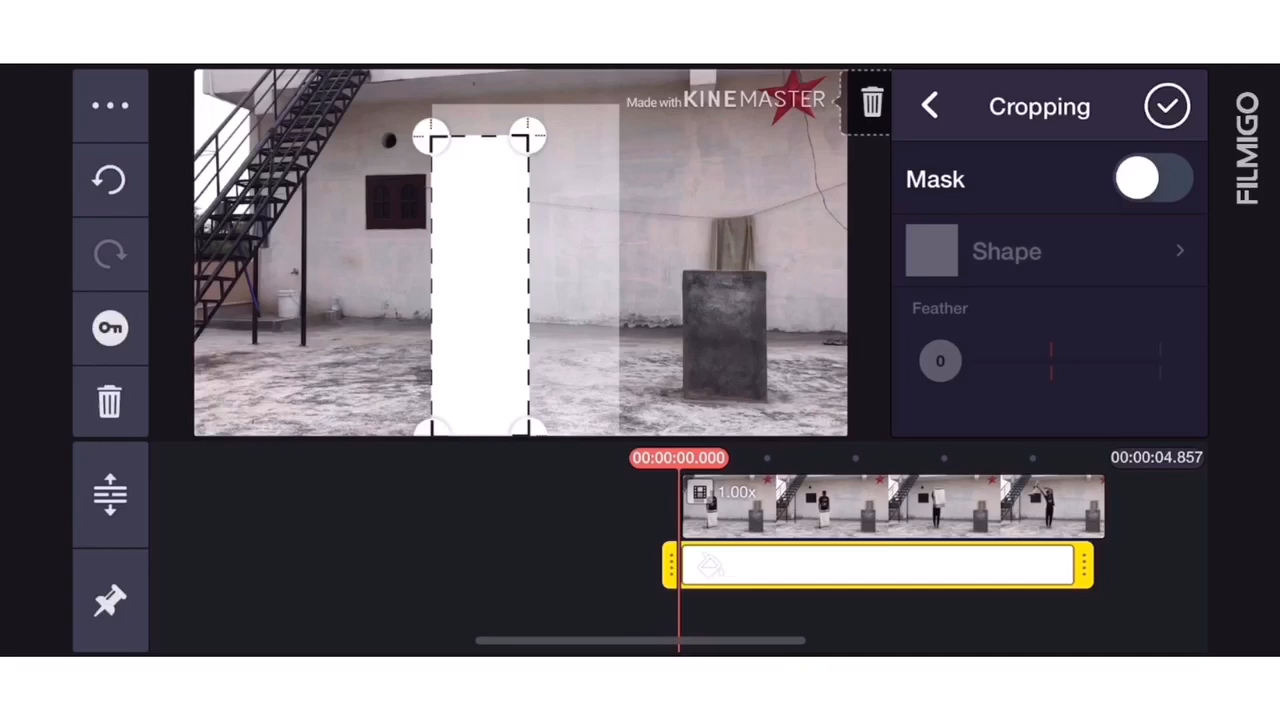 Made with KINEMASTER
Cropping
Mask
Shape
Feather
0
FILMIGO
00:00:00.000
00:00:04.857
1.00x